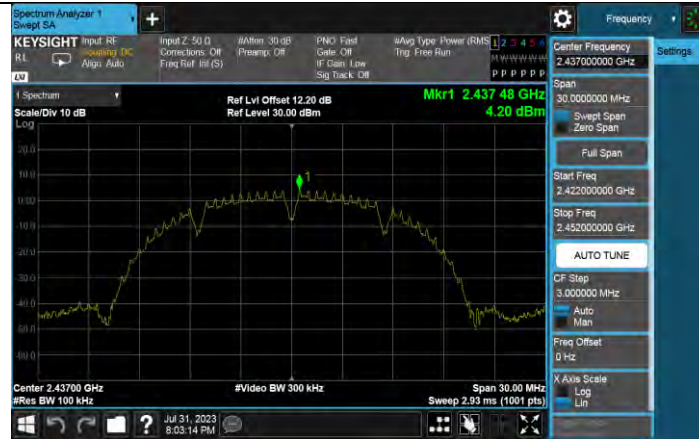 Spectrum Analyzer 1
Swept SA
+
Frequency
KEYSIGHT
Input: RF
Coupling: DC
Align: Auto
Input Z: 50 Ω
Corrections: Off
Freq Ref: Int (S)
#Atten: 30 dB
Preamp: Off
PNO: Fast
Gate: Off
IF Gain: Low
Sig Track: Off
#Avg Type: Power (RMS
Trig: Free Run
1 2 3 4 5 6
M W W W W W
P P P P P P
RL
LXI
1 Spectrum
Scale/Div 10 dB
Log
Ref Lvl Offset 12.20 dB
Ref Level 30.00 dBm
Mkr1 2.437 48 GHz
4.20 dBm
1
20.0
10.0
0.00
-10.0
-20.0
-30.0
-40.0
-50.0
-60.0
Center 2.43700 GHz
#Res BW 100 kHz
#Video BW 300 kHz
Span 30.00 MHz
Sweep 2.93 ms (1001 pts)
Center Frequency
2.437000000 GHz
Settings
Span
30.0000000 MHz
Swept Span
Zero Span
Full Span
Start Freq
2.422000000 GHz
Stop Freq
2.452000000 GHz
AUTO TUNE
CF Step
3.000000 MHz
Auto
Man
Freq Offset
0 Hz
X Axis Scale
Log
Lin
?
Jul 31, 2023
8:03:14 PM